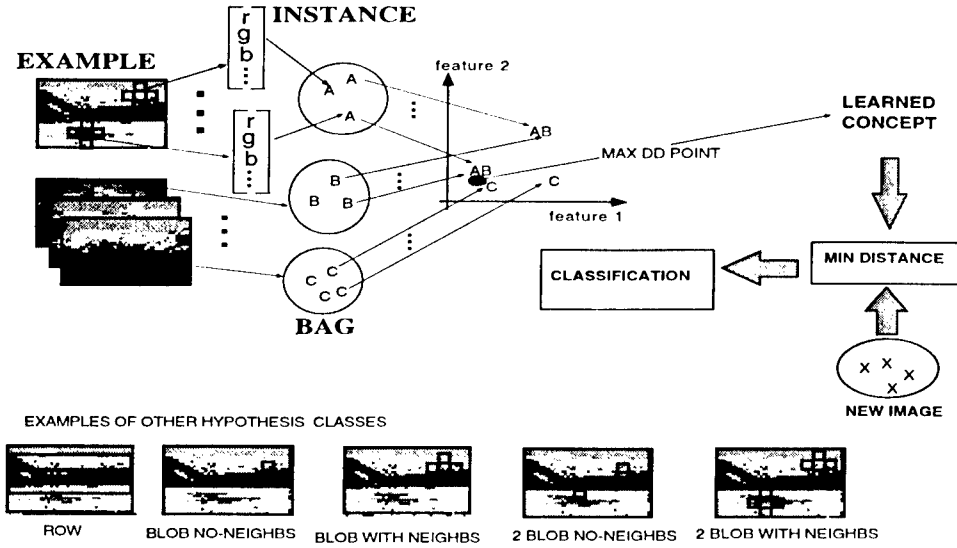 INSTANCE
EXAMPLE
r
g
b
r
g
b
A
A
A
B
B
B
C
C
C
C
BAG
feature 2
AB
AB
C
C
feature 1
MAX DD POINT
LEARNED
CONCEPT
MIN DISTANCE
CLASSIFICATION
X
X
X
X
NEW IMAGE
EXAMPLES OF OTHER HYPOTHESIS CLASSES
ROW
BLOB NO-NEIGHBS
BLOB WITH NEIGHBS
2 BLOB NO-NEIGHBS
2 BLOB WITH NEIGHBS